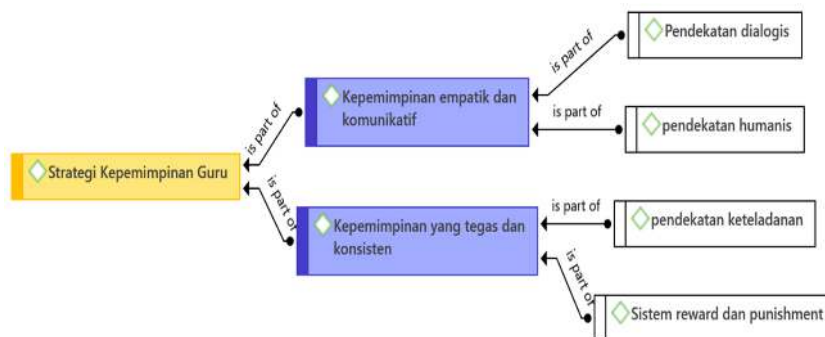 Pendekatan dialogis
is part of
Kepemimpinan empatik dan
komunikatif
is part of
pendekatan humanis
is part of
Strategi Kepemimpinan Guru
is part of
Kepemimpinan yang tegas dan
konsisten
is part of
pendekatan keteladanan
is part of
Sistem reward dan punishment